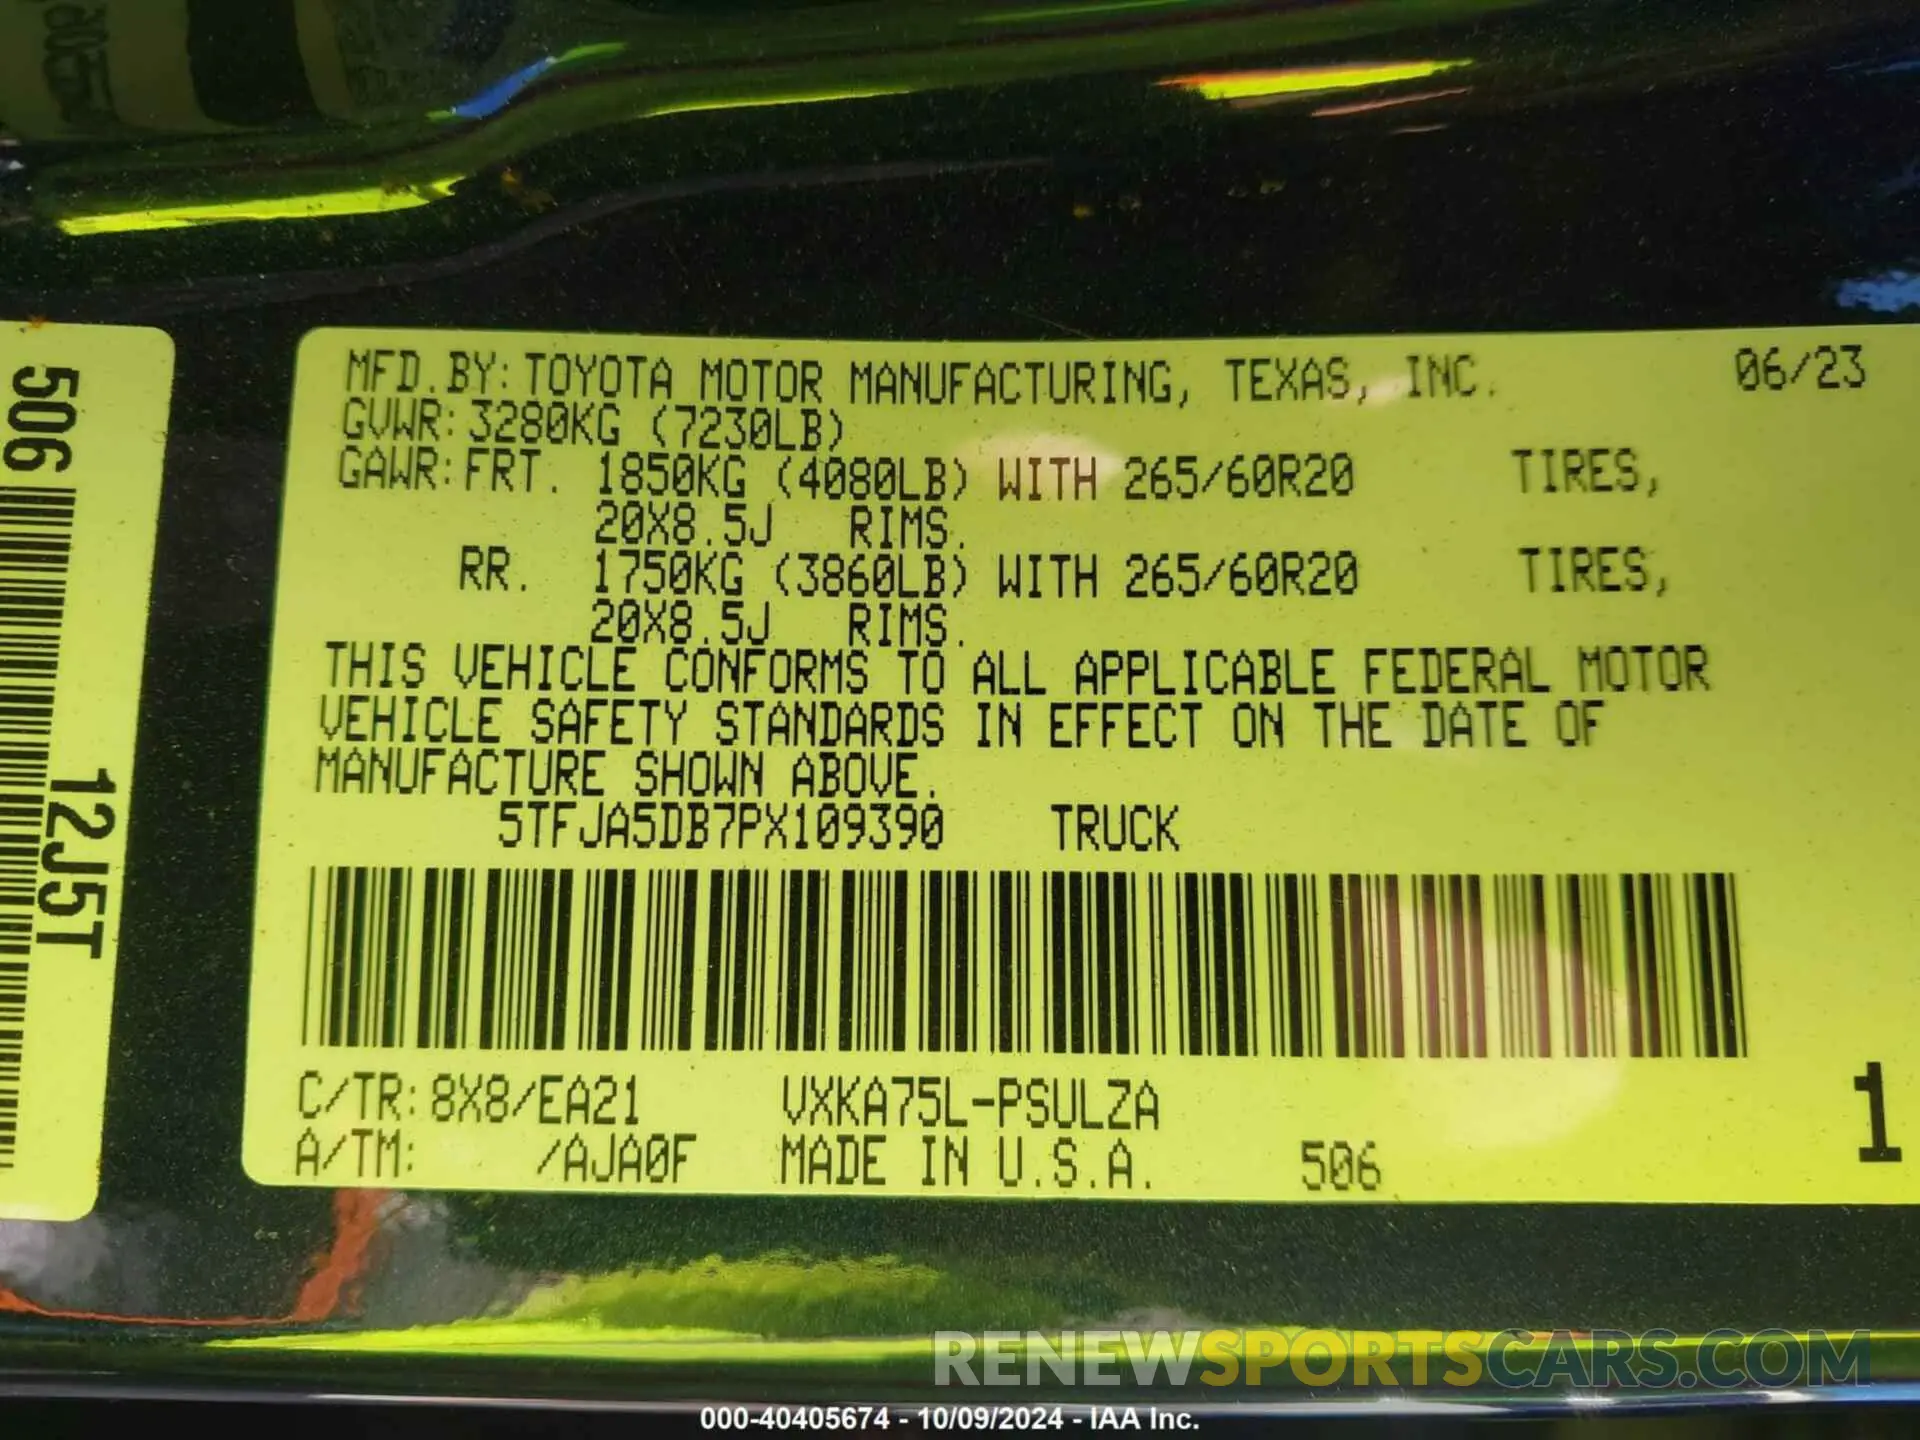 506
12J5T
MFD.BY: TOYOTA MOTOR MANUFACTURING, TEXAS, INC. 06/23
GVWR: 3280KG (7230LB)
GAWR: FRT. 1850KG (4080LB) WITH 265/60R20 TIRES,
20X8.5J RIMS.
RR. 1750KG (3860LB) WITH 265/60R20 TIRES,
20X8.5J RIMS.
THIS VEHICLE CONFORMS TO ALL APPLICABLE FEDERAL MOTOR
VEHICLE SAFETY STANDARDS IN EFFECT ON THE DATE OF
MANUFACTURE SHOWN ABOVE.
5TFJA5DB7PX109390 TRUCK
C/TR: 8X8/EA21 VXKA75L-PSULZA
A/TM: /AJA0F MADE IN U.S.A. 506
1
RENEWSPORTSCARS.COM
000-40405674 - 10/09/2024 - IAA Inc.